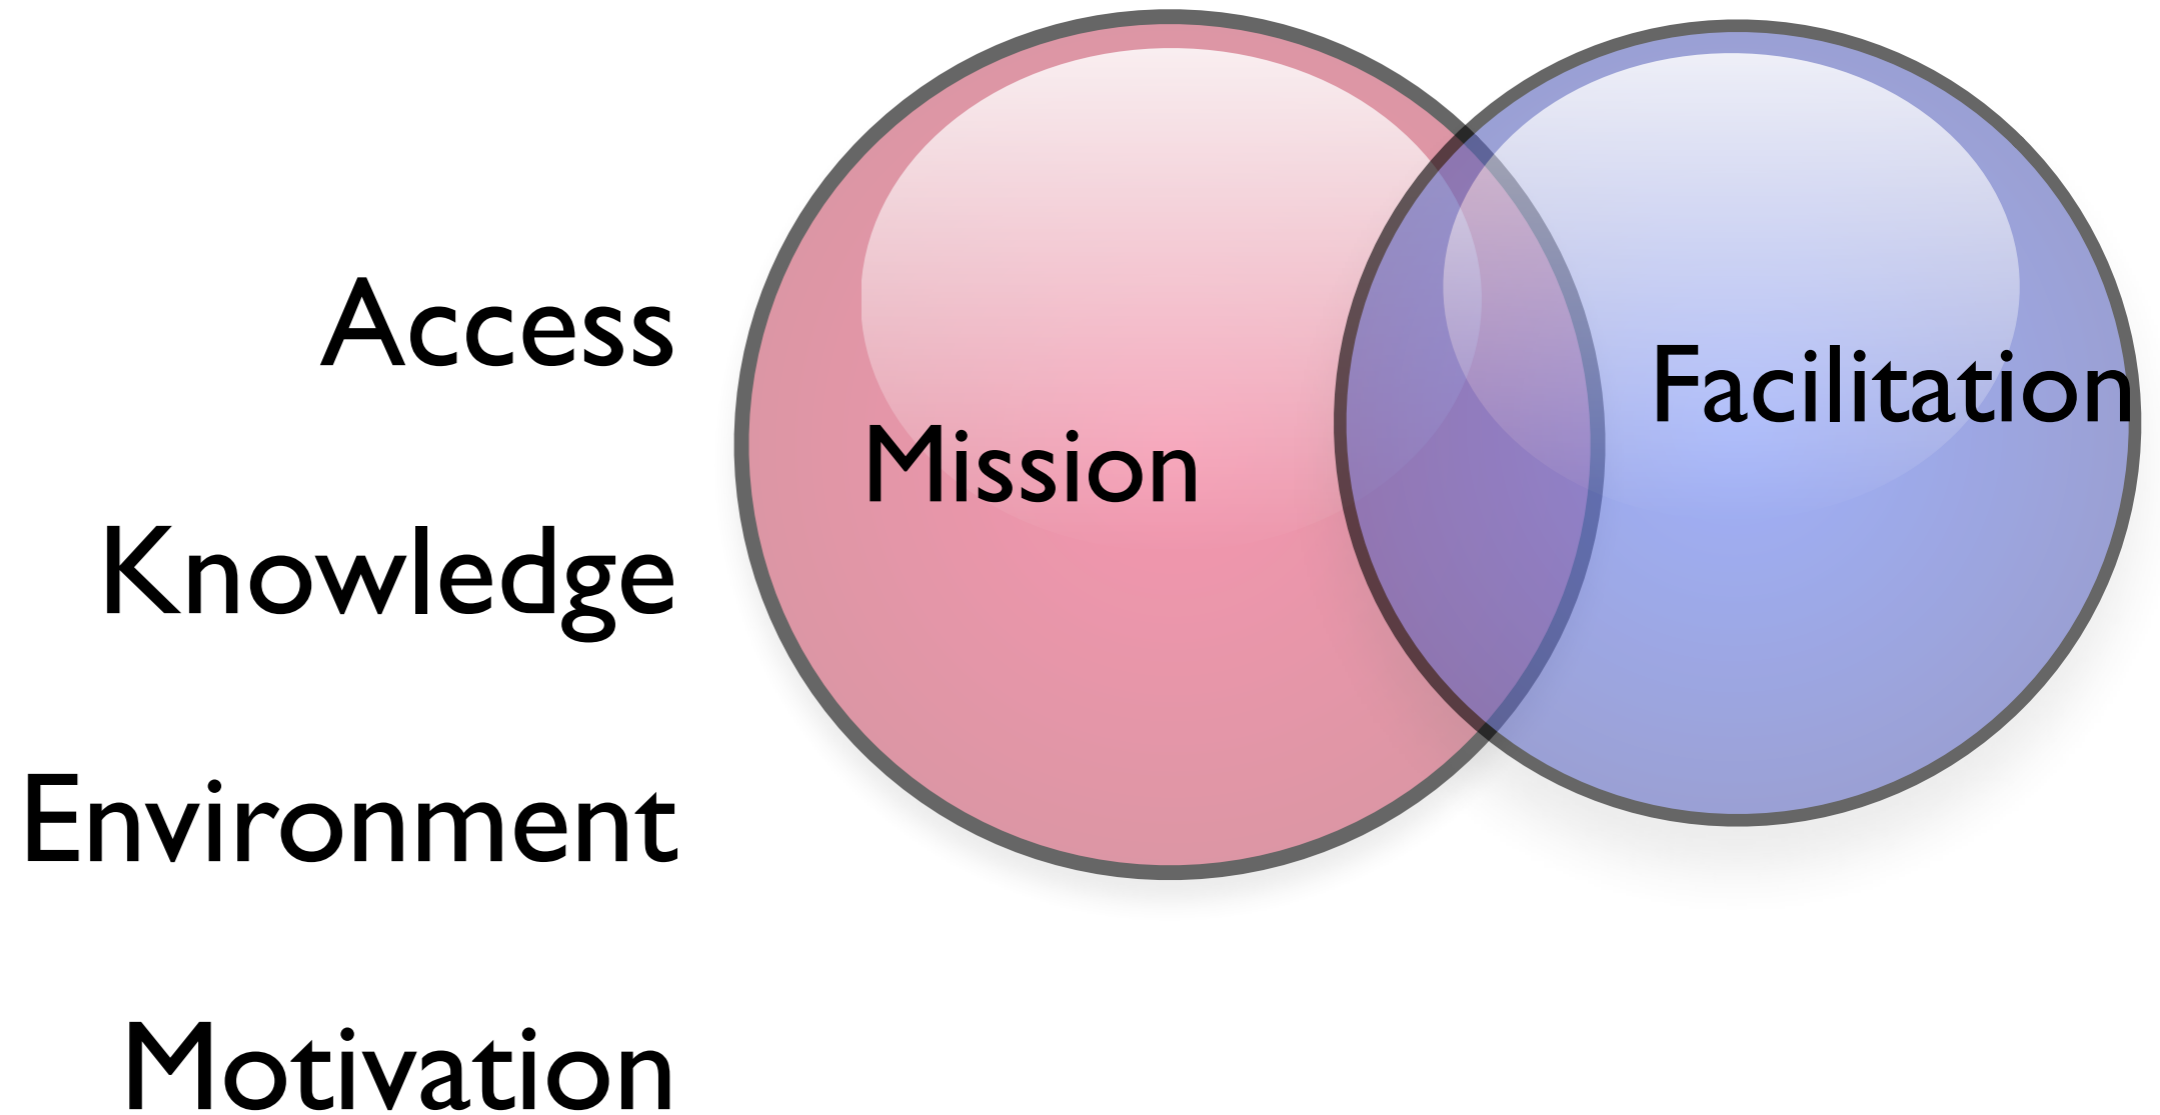 Access
Knowledge
Environment
Motivation
Mission
Facilitation